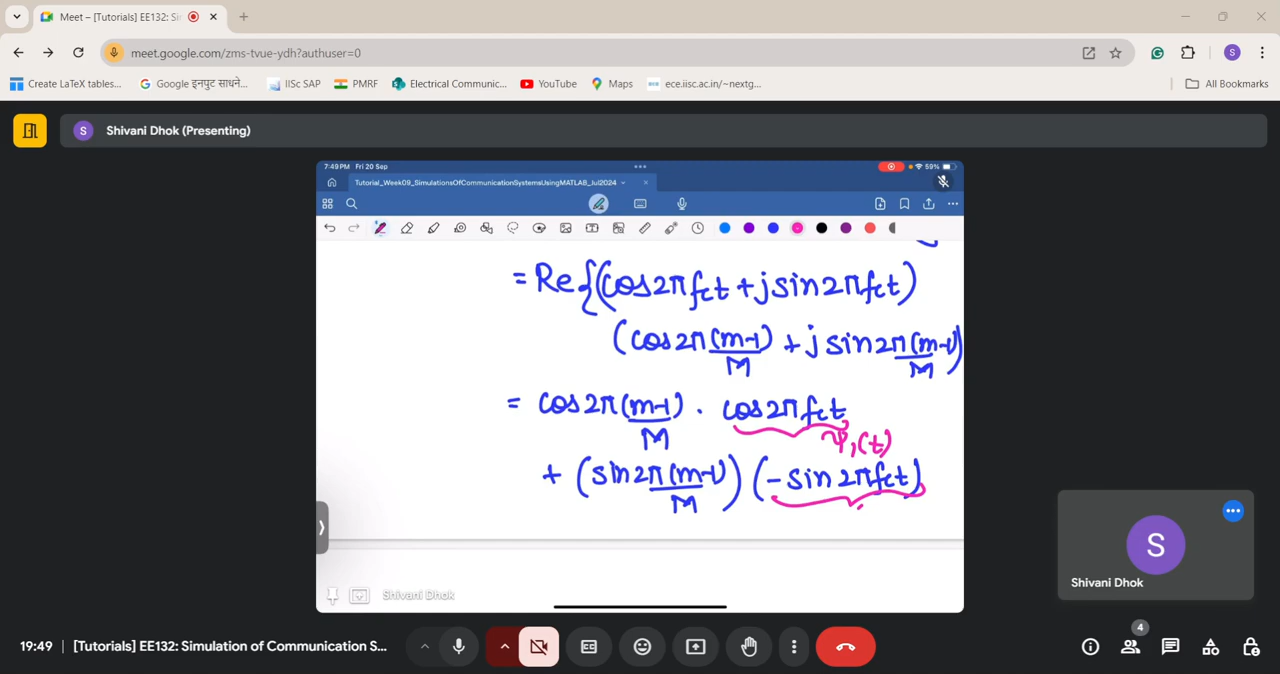 Meet – [Tutorials] EE132: Si
meet.google.com/zms-tvue-ydh?authuser=0
S
Create LaTeX tables...
Google इनपुट साधने...
IISc SAP
PMRF
Electrical Communic...
YouTube
Maps
ece.iisc.ac.in/~nextg...
All Bookmarks
S Shivani Dhok (Presenting)
7:49 PM Fri 20 Sep
59%
Tutorial_Week09_SimulationsOfCommunicationSystemsUsingMATLAB_Jul2024
= Re{(cos2πfct + jsin2πfct)
(cos2π(m-1)/M + j sin2π(m-1)/M)
= cos2π(m-1)/M · cos2πfct
ψ1(t)
+ (sin2π(m-1)/M) (-sin2πfct)
Shivani Dhok
S
Shivani Dhok
4
19:49 | [Tutorials] EE132: Simulation of Communication S...